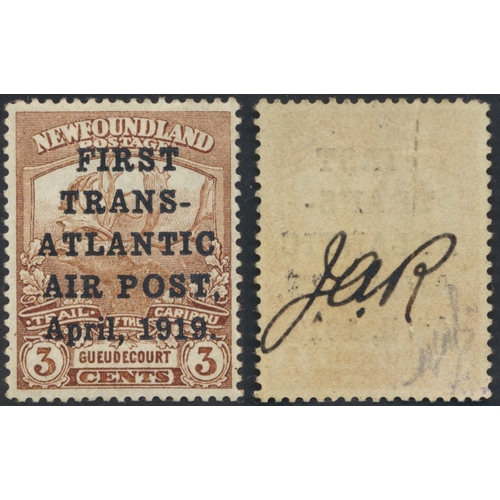 NEWFOUNDLAND
POSTAGE
FIRST
TRANS-
ATLANTIC
AIR POST,
April, 1919.
TRAIL OF THE CARIBOU
3 GUEUDECOURT 3
CENTS
J.A.R